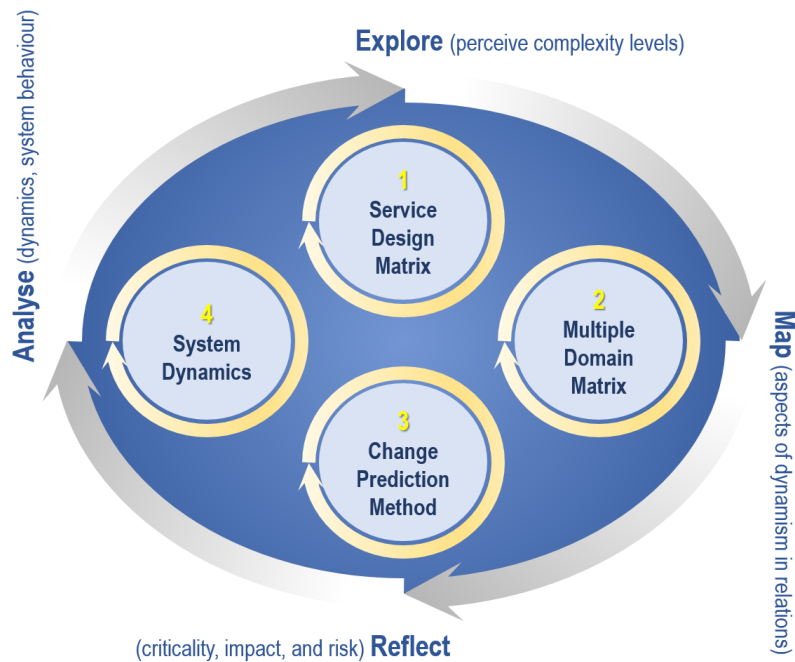 Explore (perceive complexity levels)
1
Service
Design
Matrix
2
Multiple
Domain
Matrix
Map (aspects of dynamism in relations)
3
Change
Prediction
Method
(criticality, impact, and risk) Reflect
4
System
Dynamics
Analyse (dynamics, system behaviour)